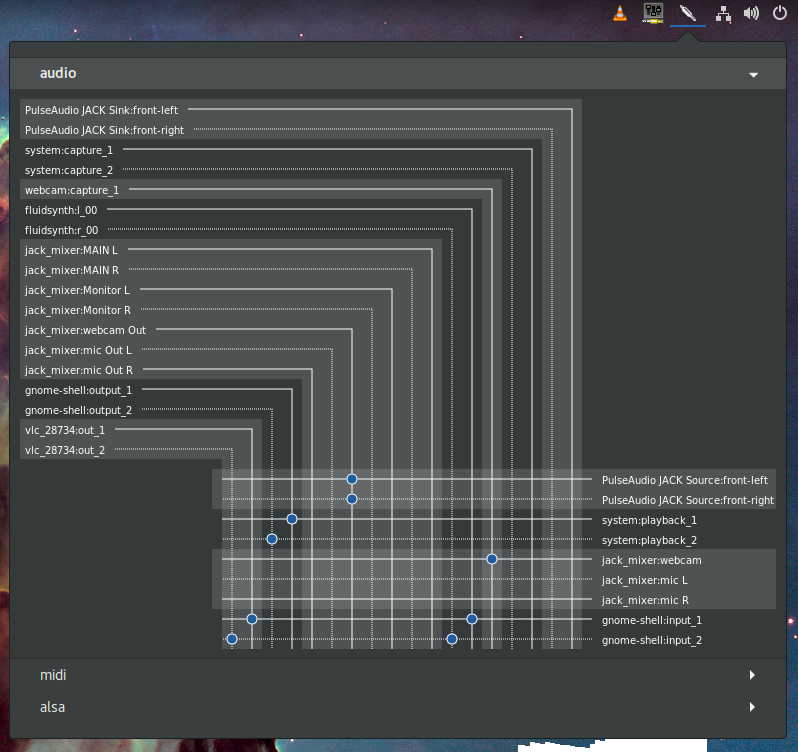 audio
PulseAudio JACK Sink:front-left
PulseAudio JACK Sink:front-right
system:capture_1
system:capture_2
webcam:capture_1
fluidsynth:l_00
fluidsynth:r_00
jack_mixer:MAIN L
jack_mixer:MAIN R
jack_mixer:Monitor L
jack_mixer:Monitor R
jack_mixer:webcam Out
jack_mixer:mic Out L
jack_mixer:mic Out R
gnome-shell:output_1
gnome-shell:output_2
vlc_28734:out_1
vlc_28734:out_2
PulseAudio JACK Source:front-left
PulseAudio JACK Source:front-right
system:playback_1
system:playback_2
jack_mixer:webcam
jack_mixer:mic L
jack_mixer:mic R
gnome-shell:input_1
gnome-shell:input_2
midi
alsa